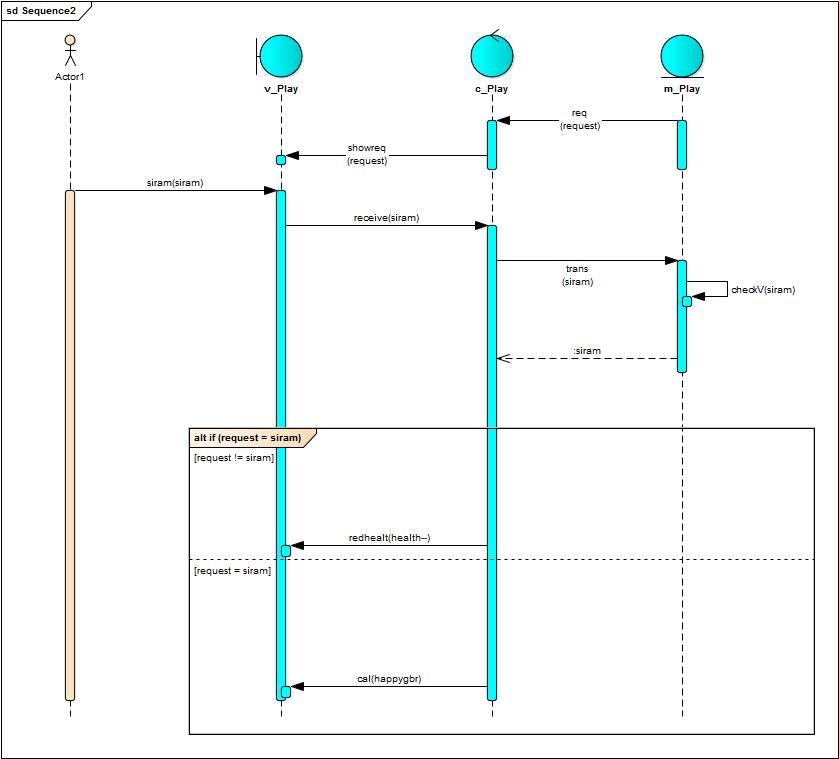 sd Sequence2
Actor1
v_Play
c_Play
m_Play
req
(request)
showreq
(request)
siram(siram)
receive(siram)
trans
(siram)
checkV(siram)
:siram
alt if (request = siram)
[request != siram]
redhealt(health--)
[request = siram]
cal(happygbr)